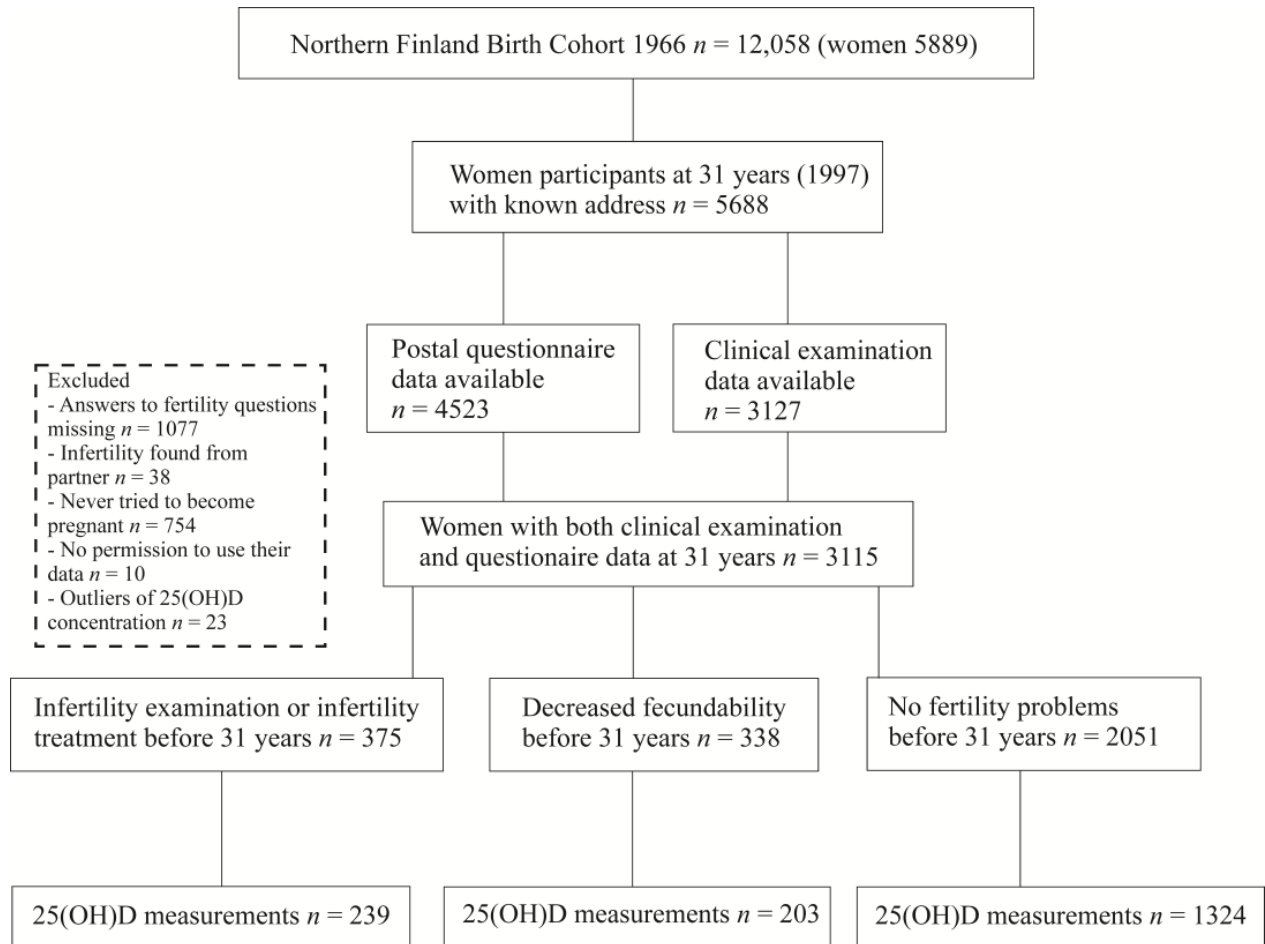 Northern Finland Birth Cohort 1966 n = 12,058 (women 5889)
Women participants at 31 years (1997)
with known address n = 5688
Postal questionnaire
data available
n = 4523
Clinical examination
data available
n = 3127
Excluded
- Answers to fertility questions
missing n = 1077
- Infertility found from
partner n = 38
- Never tried to become
pregnant n = 754
- No permission to use their
data n = 10
- Outliers of 25(OH)D
concentration n = 23
Women with both clinical examination
and questionaire data at 31 years n = 3115
Infertility examination or infertility
treatment before 31 years n = 375
Decreased fecundability
before 31 years n = 338
No fertility problems
before 31 years n = 2051
25(OH)D measurements n = 239
25(OH)D measurements n = 203
25(OH)D measurements n = 1324